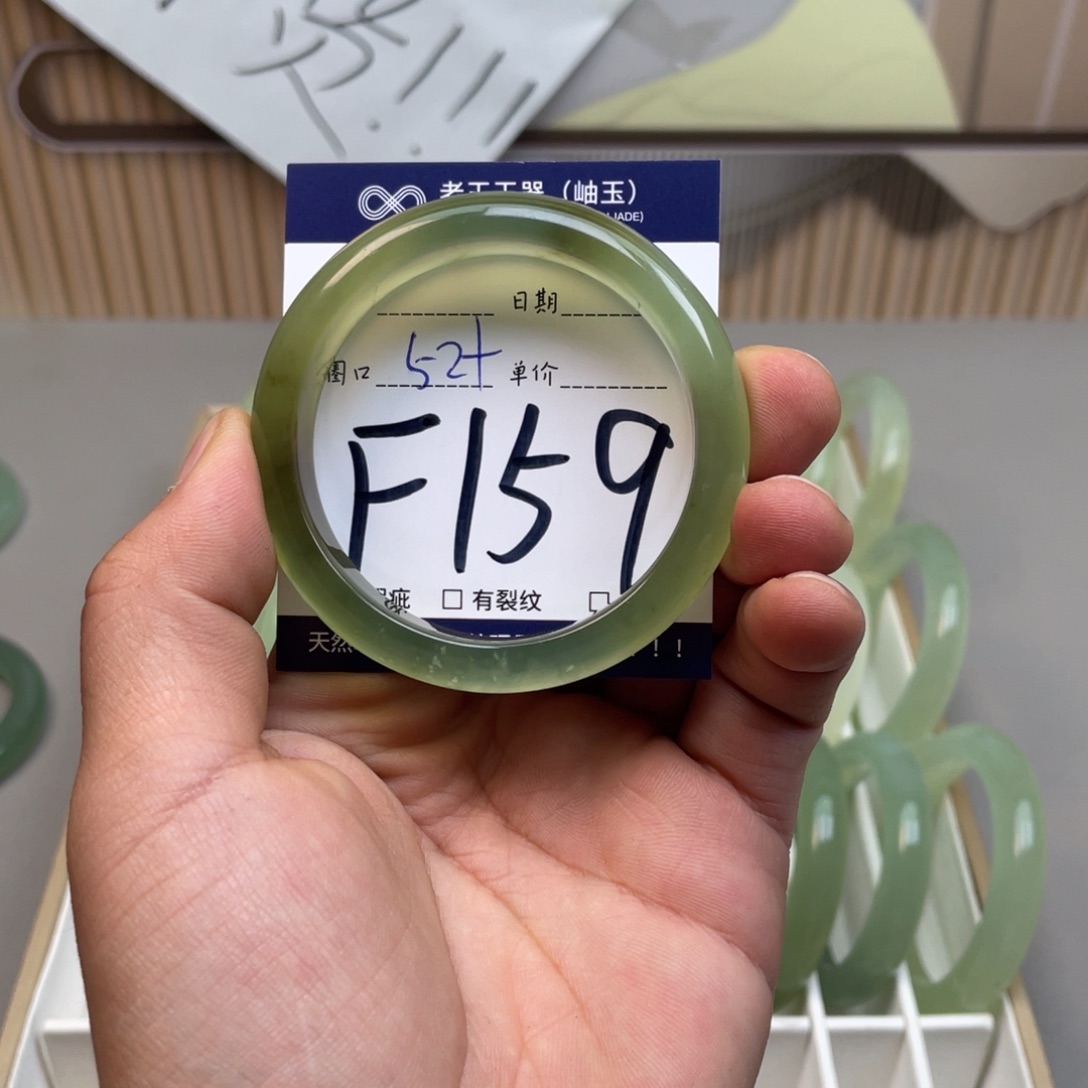 老王玉器（岫玉）
JADE)
日期
圈口 52+ 单价
F159
疵 □ 有裂纹 □
天然 ！！